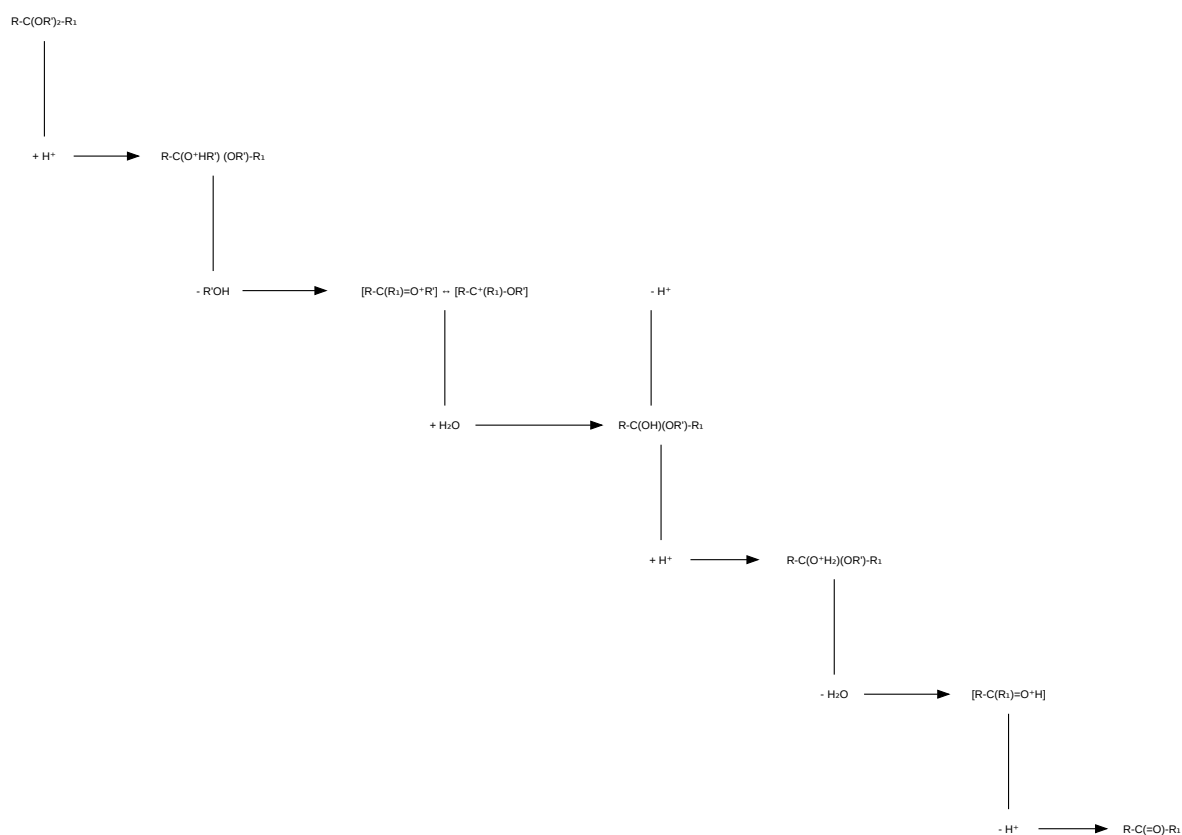 R-C(OR')₂-R₁
+ H⁺
R-C(O⁺HR') (OR')-R₁
- R'OH
[R-C(R₁)=O⁺R'] ↔ [R-C⁺(R₁)-OR']
- H⁺
+ H₂O
R-C(OH)(OR')-R₁
+ H⁺
R-C(O⁺H₂)(OR')-R₁
- H₂O
[R-C(R₁)=O⁺H]
- H⁺
R-C(=O)-R₁